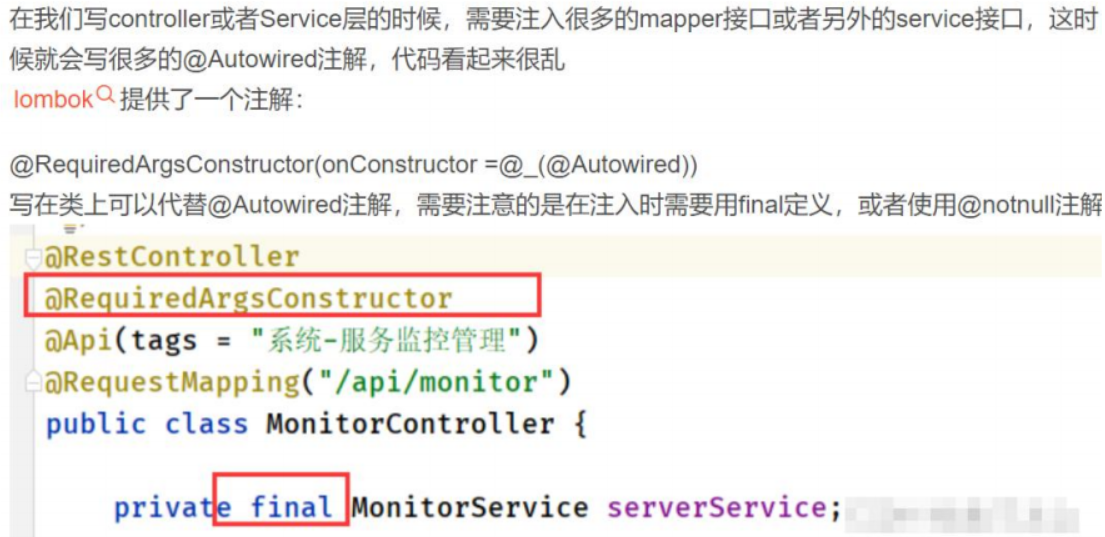 在我们写controller或者Service层的时候，需要注入很多的mapper接口或者另外的service接口，这时
候就会写很多的@Autowired注解，代码看起来很乱
lombok提供了一个注解：
@RequiredArgsConstructor(onConstructor =@_(@Autowired))
写在类上可以代替@Autowired注解，需要注意的是在注入时需要用final定义，或者使用@notnull注解
@RestController
@RequiredArgsConstructor
@Api(tags = "系统-服务监控管理")
@RequestMapping("/api/monitor")
public class MonitorController {
private final MonitorService serverService;